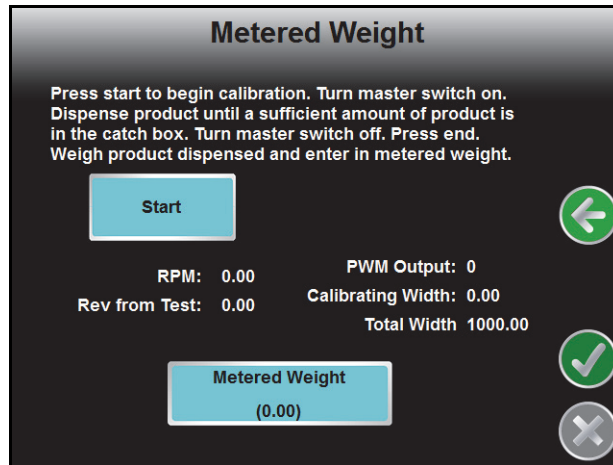 Metered Weight
Press start to begin calibration. Turn master switch on.
Dispense product until a sufficient amount of product is
in the catch box. Turn master switch off. Press end.
Weigh product dispensed and enter in metered weight.
Start
RPM: 0.00
Rev from Test: 0.00
PWM Output: 0
Calibrating Width: 0.00
Total Width 1000.00
Metered Weight
(0.00)